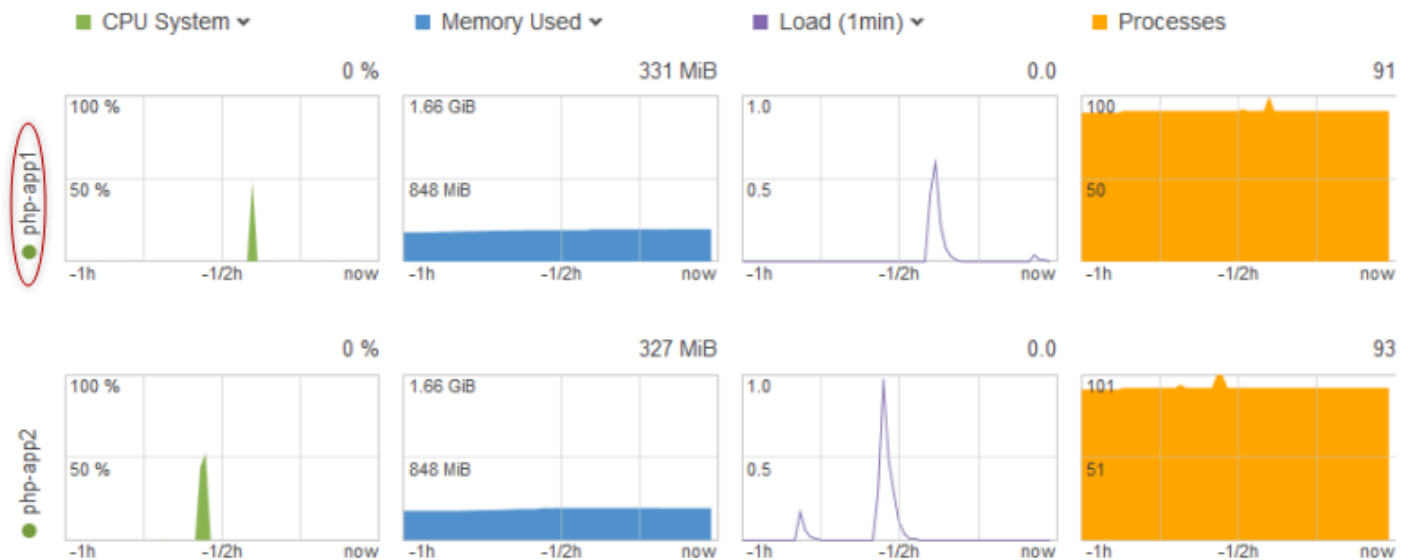 CPU System
Memory Used
Load (1min)
Processes
0 %
331 MiB
0.0
91
php-app1
100 %
50 %
-1h
-1/2h
now
1.66 GiB
848 MiB
-1h
-1/2h
now
1.0
0.5
-1h
-1/2h
now
100
50
-1h
-1/2h
now
0 %
327 MiB
0.0
93
php-app2
100 %
50 %
-1h
-1/2h
now
1.66 GiB
848 MiB
-1h
-1/2h
now
1.0
0.5
-1h
-1/2h
now
101
51
-1h
-1/2h
now